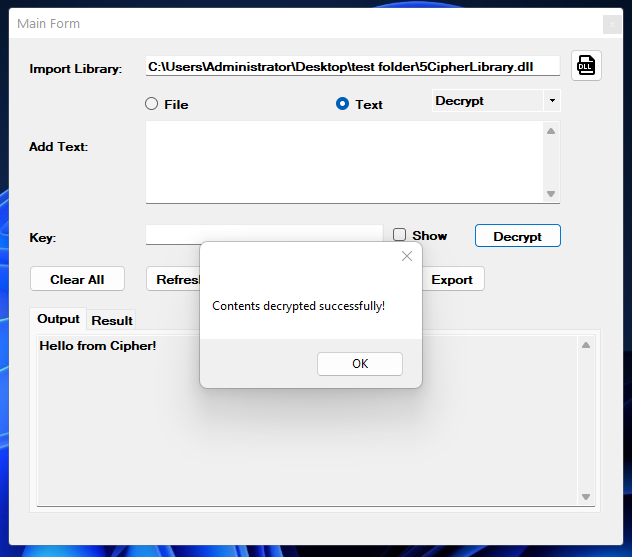 Main Form
Import Library:
C:\Users\Administrator\Desktop\test folder\5CipherLibrary.dll
DLL
File
Text
Decrypt
Add Text:
Key:
Show
Decrypt
Clear All
Export
Contents decrypted successfully!
OK
Output
Result
Hello from Cipher!